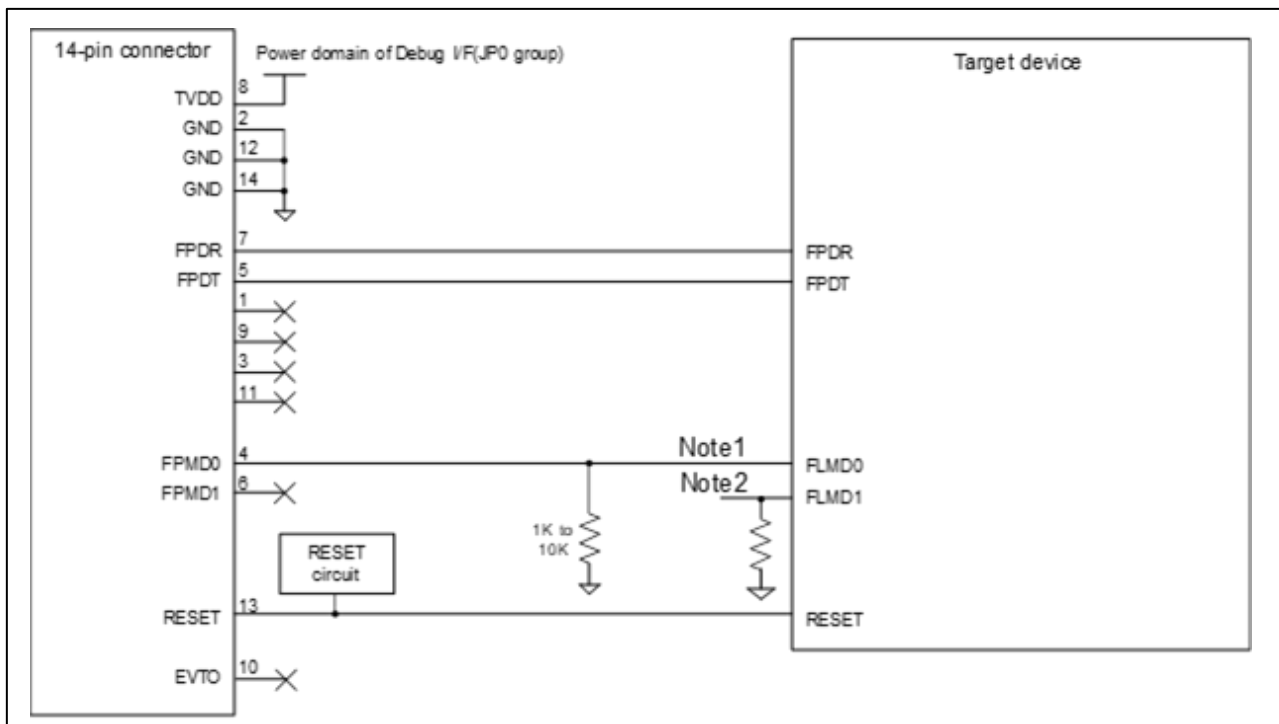 14-pin connector
Power domain of Debug I/F(JP0 group)
Target device
TVDD 8
GND 2
GND 12
GND 14
FPDR 7 FPDR
FPDT 5 FPDT
1
9
3
11
FPMD0 4 Note1 FLMD0
FPMD1 6 Note2 FLMD1
1K to
10K
RESET
circuit
RESET 13 RESET
EVTO 10